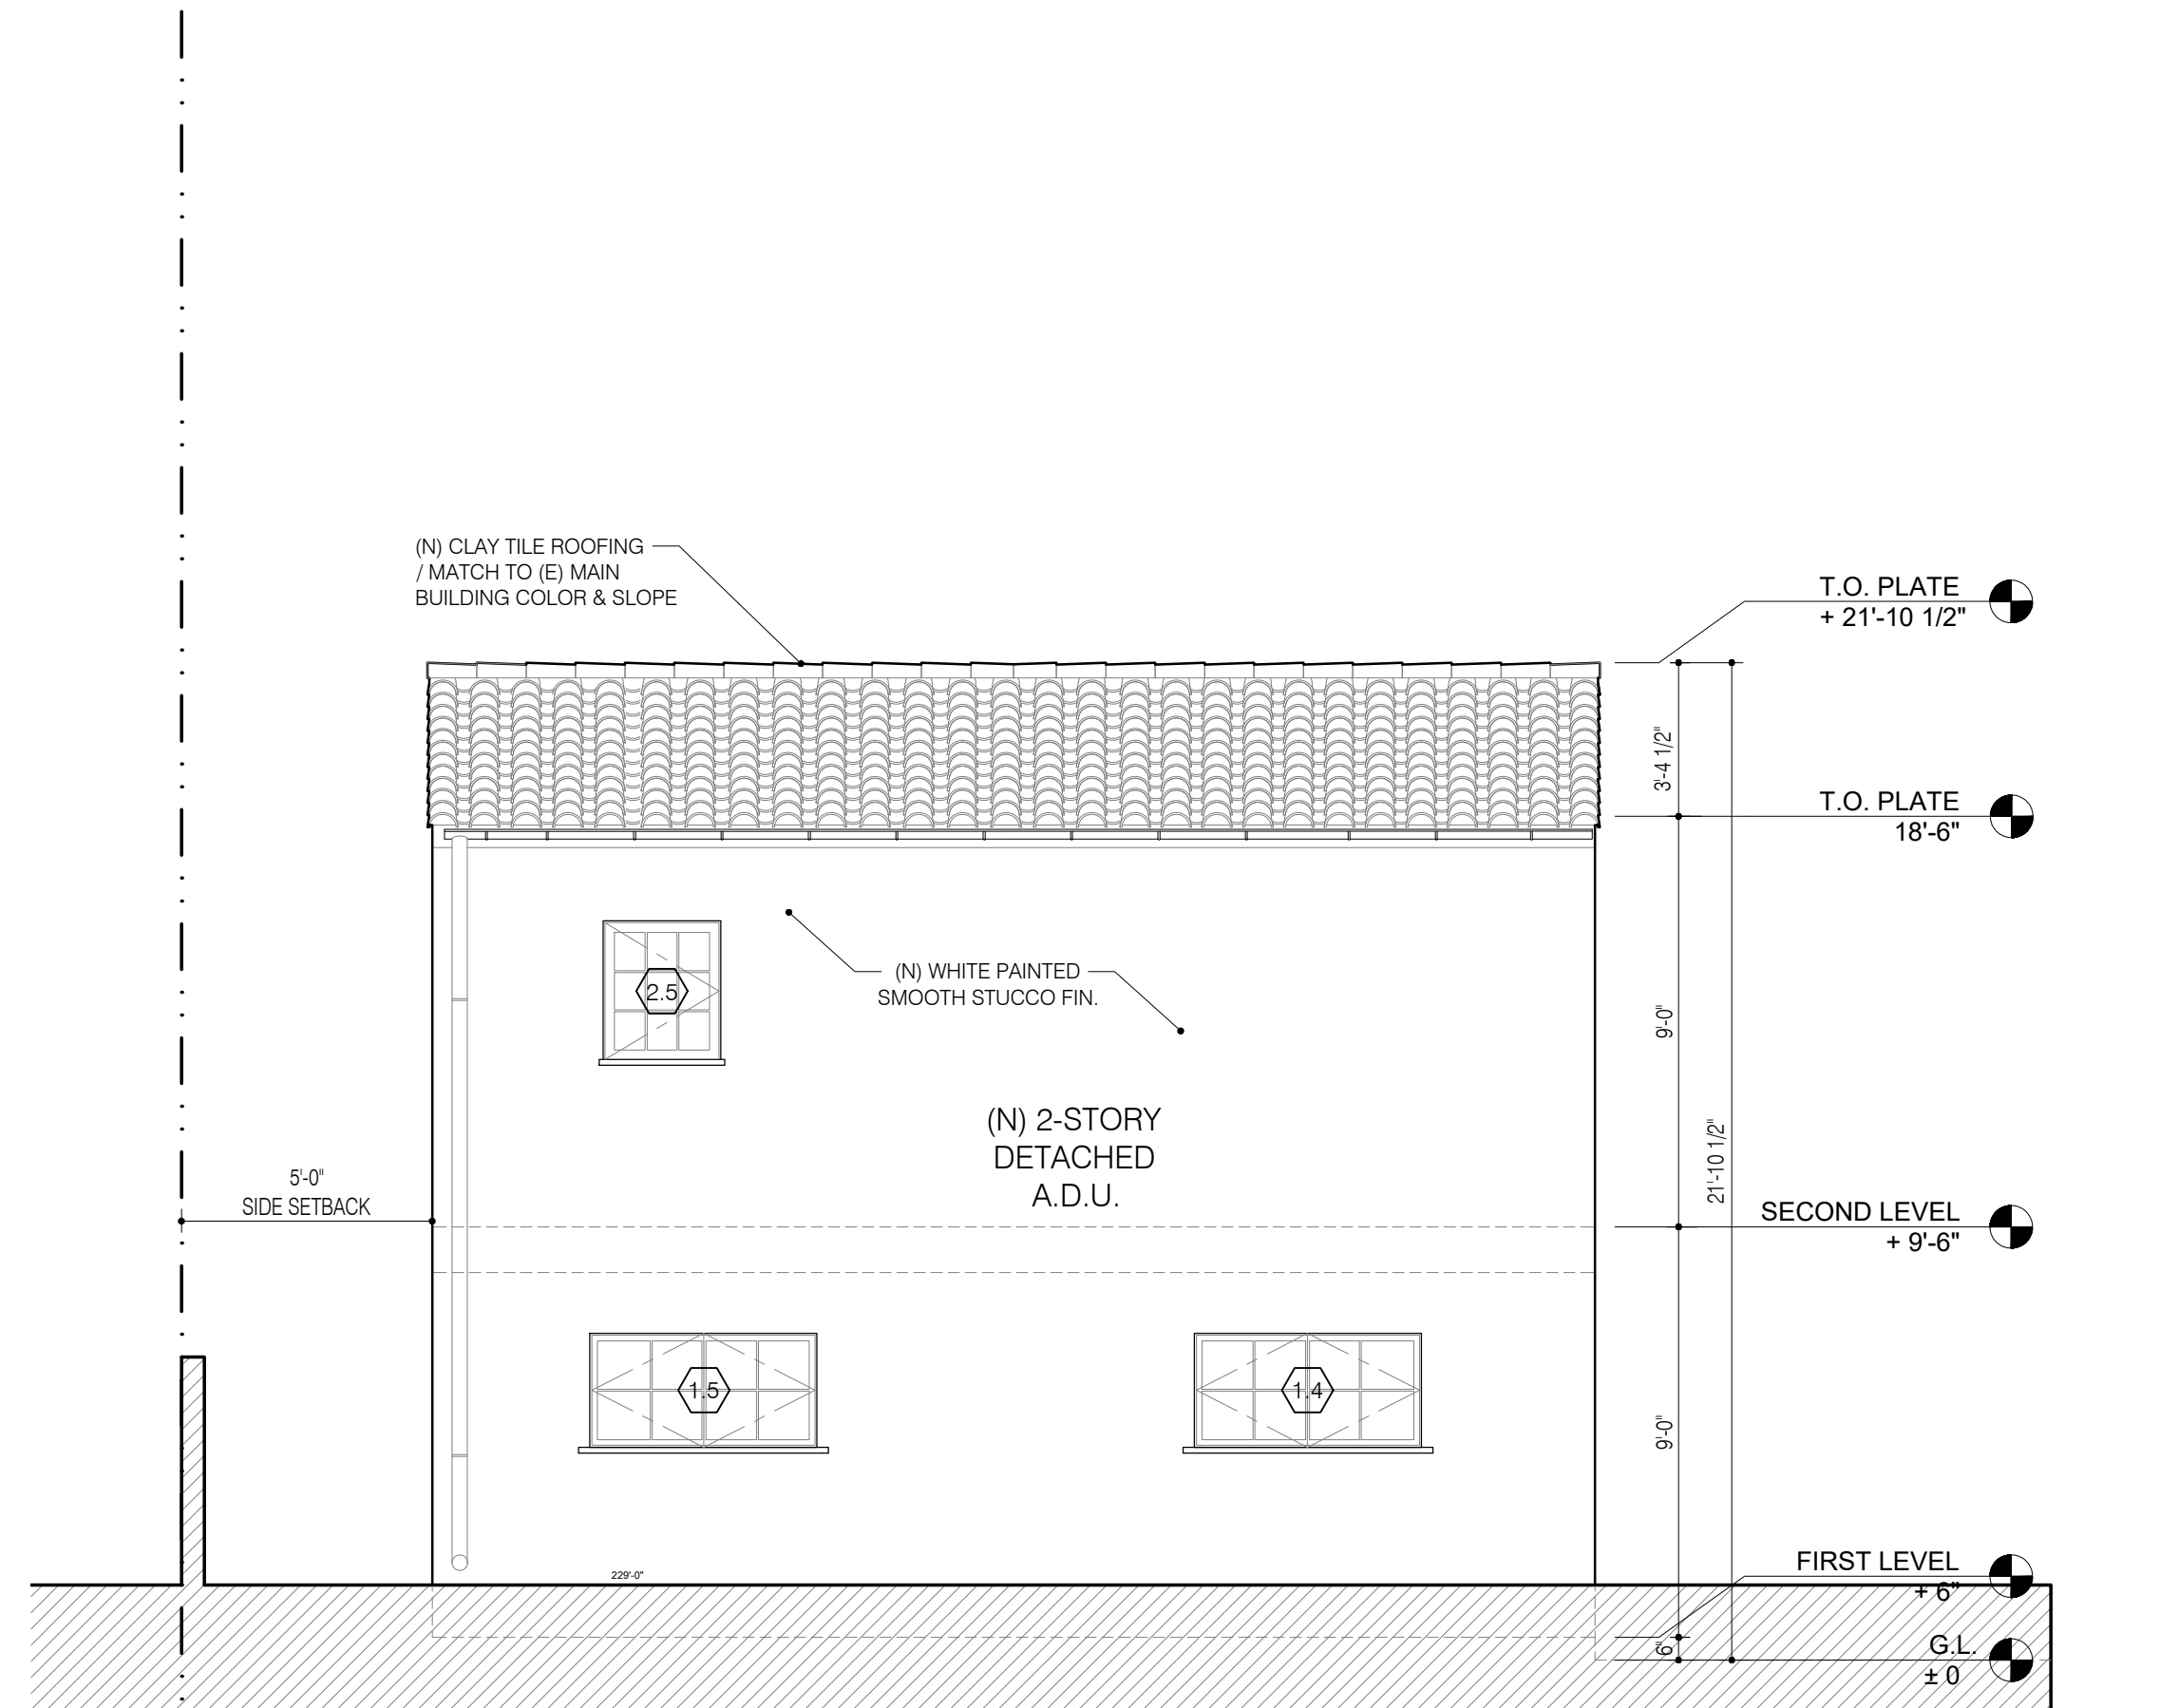 (N) CLAY TILE ROOFING
/ MATCH TO (E) MAIN
BUILDING COLOR & SLOPE
T.O. PLATE
+ 21'-10 1/2"
3'-4 1/2"
T.O. PLATE
18'-6"
2.5
(N) WHITE PAINTED
SMOOTH STUCCO FIN.
9'-0"
(N) 2-STORY
DETACHED
A.D.U.
21'-10 1/2"
5'-0"
SIDE SETBACK
SECOND LEVEL
+ 9'-6"
1.5
1.4
9'-0"
229'-0"
FIRST LEVEL
+ 6"
6"
G.L.
± 0